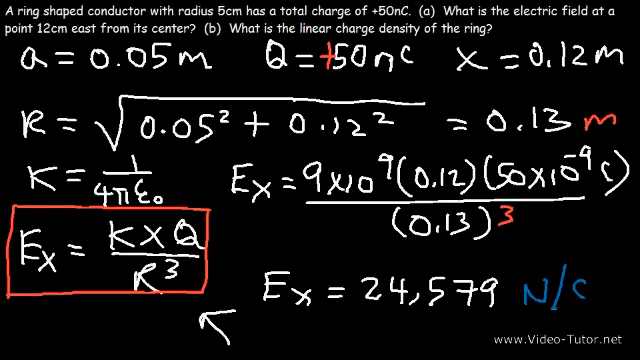 A ring shaped conductor with radius 5cm has a total charge of +50nC. (a) What is the electric field at a
point 12cm east from its center? (b) What is the linear charge density of the ring?
a = 0.05m Q = +50nC x = 0.12m
R = √0.05² + 0.12² = 0.13 m
K = 1/4πε₀ Ex = 9x10⁹(0.12)(50x10⁻⁹C)/(0.13)³
Ex = KXQ/R³
Ex = 24,579 N/C
www.Video-Tutor.net